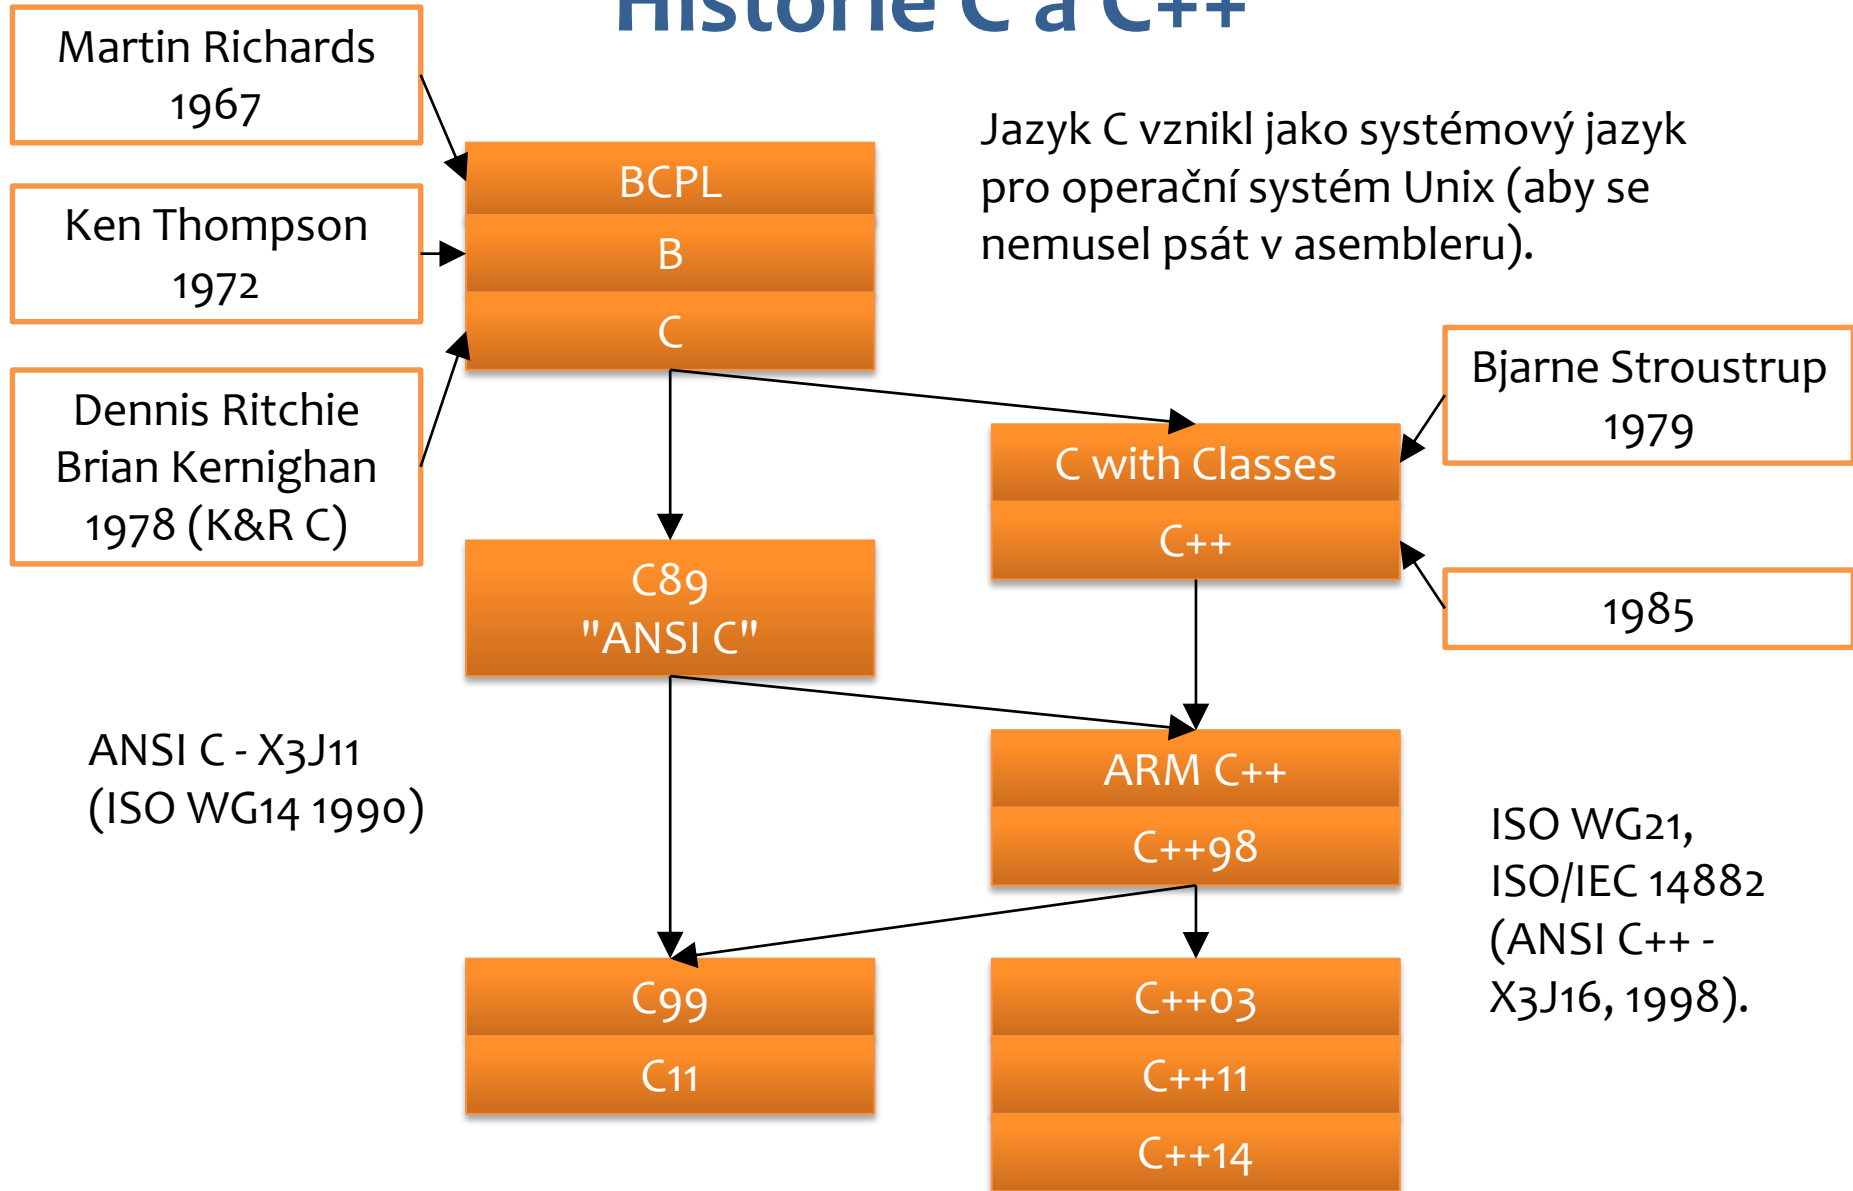 Historie C a C++
Martin Richards
1967
Jazyk C vznikl jako systémový jazyk
pro operační systém Unix (aby se
nemusel psát v asembleru).
BCPL
Ken Thompson
1972
B
C
Dennis Ritchie
Brian Kernighan
1978 (K&R C)
Bjarne Stroustrup
1979
C with Classes
C++
1985
C89
"ANSI C"
ANSI C - X3J11
(ISO WG14 1990)
ARM C++
C++98
ISO WG21,
ISO/IEC 14882
(ANSI C++ -
X3J16, 1998).
C99
C11
C++03
C++11
C++14